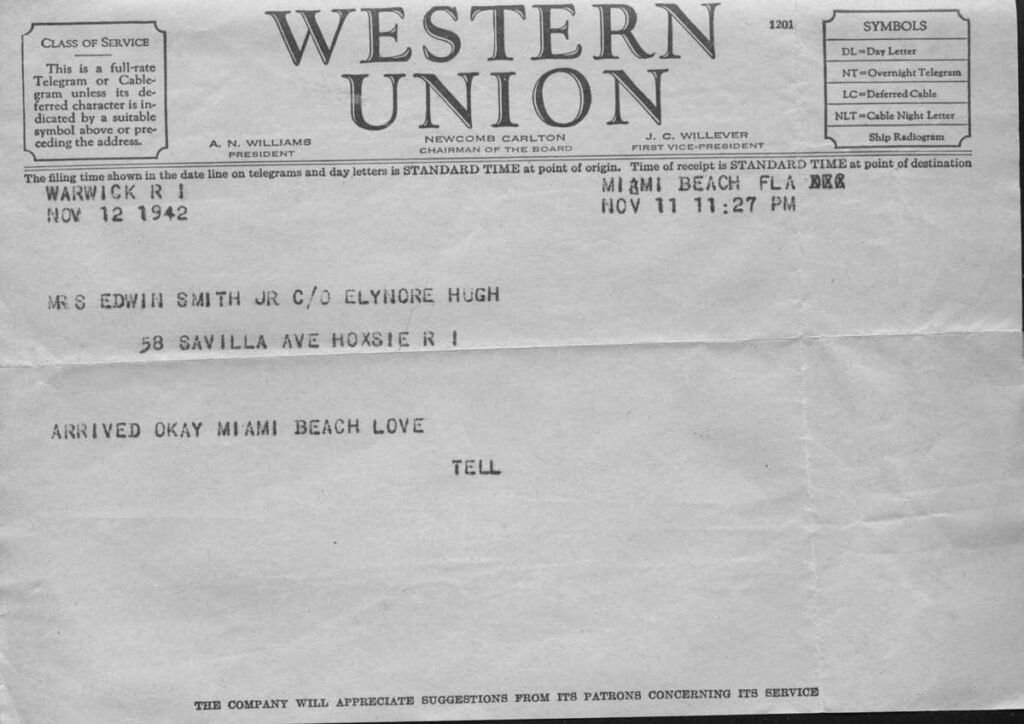 CLASS OF SERVICE
This is a full-rate
Telegram or Cable-
gram unless its de-
ferred character is in-
dicated by a suitable
symbol above or pre-
ceding the address.
WESTERN
UNION
1201
A. N. WILLIAMS
PRESIDENT
NEWCOMB CARLTON
CHAIRMAN OF THE BOARD
J. C. WILLEVER
FIRST VICE-PRESIDENT
SYMBOLS
DL=Day Letter
NT=Overnight Telegram
LC=Deferred Cable
NLT=Cable Night Letter
Ship Radiogram
The filing time shown in the date line on telegrams and day letters is STANDARD TIME at point of origin. Time of receipt is STANDARD TIME at point of destination
WARWICK R I
NOV 12 1942
MIAMI BEACH FLA
NOV 11 11:27 PM
MRS EDWIN SMITH JR C/O ELYNORE HUGH
58 SAVILLA AVE HOXSIE R I
ARRIVED OKAY MIAMI BEACH LOVE
TELL
THE COMPANY WILL APPRECIATE SUGGESTIONS FROM ITS PATRONS CONCERNING ITS SERVICE